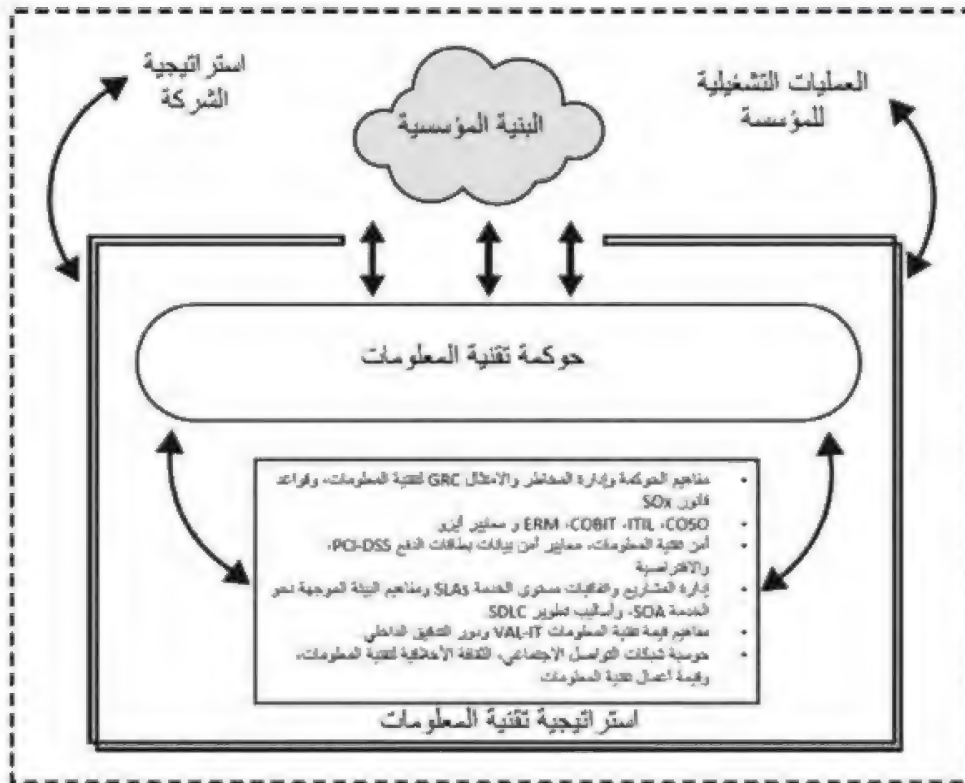 استراتيجية
الشركة
البنية المؤسسية
العمليات التشغيلية
للمؤسسة
حوكمة تقنية المعلومات
• مفاهيم الحوكمة وإدارة المخاطر والامتثال GRC لتقنية المعلومات، وقواعد
قانون SOx
• ERM ،COBIT ،ITIL ،COSO و معايير أيزو
• أمن تقنية المعلومات، معايير أمن بيانات بطاقات الدفع PCI-DSS،
والافتراضية
• إدارة المشاريع واتفاقيات مستوى الخدمة SLAs ومفاهيم البيئة الموجهة نحو
الخدمة SOA، وأساليب تطوير SDLC
• مفاهيم قيمة تقنية المعلومات VAL-IT ودور التدقيق الداخلي
• حوسبة شبكات التواصل الاجتماعي، الثقافة الأخلاقية لتقنية المعلومات،
وقيمة أعمال تقنية المعلومات
استراتيجية تقنية المعلومات